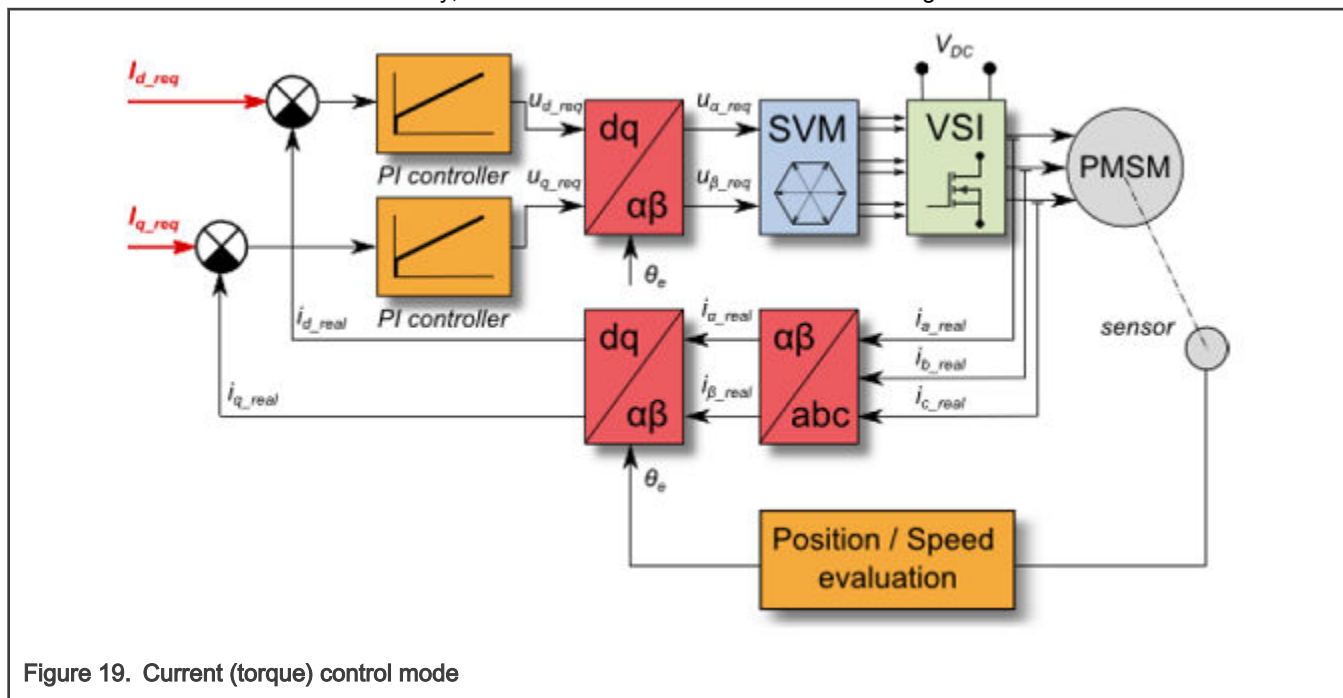 V_DC
I_d_req
u_d_req
u_α_req
dq
αβ
SVM
VSI
PMSM
PI controller
u_q_req
u_β_req
I_q_req
θ_e
PI controller
i_d_real
i_α_real
i_a_real
dq
αβ
αβ
abc
sensor
i_b_real
i_q_real
i_β_real
i_c_real
θ_e
Position / Speed
evaluation
Figure 19. Current (torque) control mode